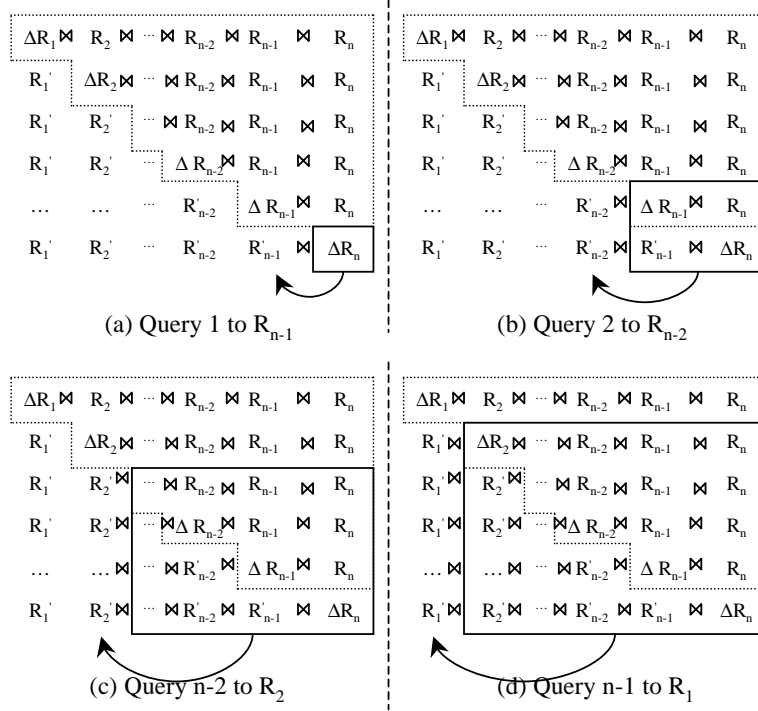 ΔR₁ ⋈ R₂ ⋈ ··· ⋈ Rₙ₋₂ ⋈ Rₙ₋₁ ⋈ Rₙ
R₁' ΔR₂ ⋈ ··· ⋈ Rₙ₋₂ ⋈ Rₙ₋₁ ⋈ Rₙ
R₁' R₂' ··· ⋈ Rₙ₋₂ ⋈ Rₙ₋₁ ⋈ Rₙ
R₁' R₂' ··· Δ Rₙ₋₂ ⋈ Rₙ₋₁ ⋈ Rₙ
... ... ··· R'ₙ₋₂ Δ Rₙ₋₁ ⋈ Rₙ
R₁' R₂' ··· R'ₙ₋₂ R'ₙ₋₁ ⋈ ΔRₙ
(a) Query 1 to Rₙ₋₁
ΔR₁ ⋈ R₂ ⋈ ··· ⋈ Rₙ₋₂ ⋈ Rₙ₋₁ ⋈ Rₙ
R₁' ΔR₂ ⋈ ··· ⋈ Rₙ₋₂ ⋈ Rₙ₋₁ ⋈ Rₙ
R₁' R₂' ··· ⋈ Rₙ₋₂ ⋈ Rₙ₋₁ ⋈ Rₙ
R₁' R₂' ··· Δ Rₙ₋₂ ⋈ Rₙ₋₁ ⋈ Rₙ
... ... ··· R'ₙ₋₂ ⋈ Δ Rₙ₋₁ ⋈ Rₙ
R₁' R₂' ··· R'ₙ₋₂ ⋈ R'ₙ₋₁ ⋈ ΔRₙ
(b) Query 2 to Rₙ₋₂
ΔR₁ ⋈ R₂ ⋈ ··· ⋈ Rₙ₋₂ ⋈ Rₙ₋₁ ⋈ Rₙ
R₁' ΔR₂ ⋈ ··· ⋈ Rₙ₋₂ ⋈ Rₙ₋₁ ⋈ Rₙ
R₁' R₂' ⋈ ··· ⋈ Rₙ₋₂ ⋈ Rₙ₋₁ ⋈ Rₙ
R₁' R₂' ⋈ ··· ⋈ Δ Rₙ₋₂ ⋈ Rₙ₋₁ ⋈ Rₙ
... ... ⋈ ··· ⋈ R'ₙ₋₂ ⋈ Δ Rₙ₋₁ ⋈ Rₙ
R₁' R₂' ⋈ ··· ⋈ R'ₙ₋₂ ⋈ R'ₙ₋₁ ⋈ ΔRₙ
(c) Query n-2 to R₂
ΔR₁ ⋈ R₂ ⋈ ··· ⋈ Rₙ₋₂ ⋈ Rₙ₋₁ ⋈ Rₙ
R₁' ⋈ ΔR₂ ⋈ ··· ⋈ Rₙ₋₂ ⋈ Rₙ₋₁ ⋈ Rₙ
R₁' ⋈ R₂' ⋈ ··· ⋈ Rₙ₋₂ ⋈ Rₙ₋₁ ⋈ Rₙ
R₁' ⋈ R₂' ⋈ ··· ⋈ Δ Rₙ₋₂ ⋈ Rₙ₋₁ ⋈ Rₙ
... ⋈ ... ⋈ ··· ⋈ R'ₙ₋₂ ⋈ Δ Rₙ₋₁ ⋈ Rₙ
R₁' ⋈ R₂' ⋈ ··· ⋈ R'ₙ₋₂ ⋈ R'ₙ₋₁ ⋈ ΔRₙ
(d) Query n-1 to R₁